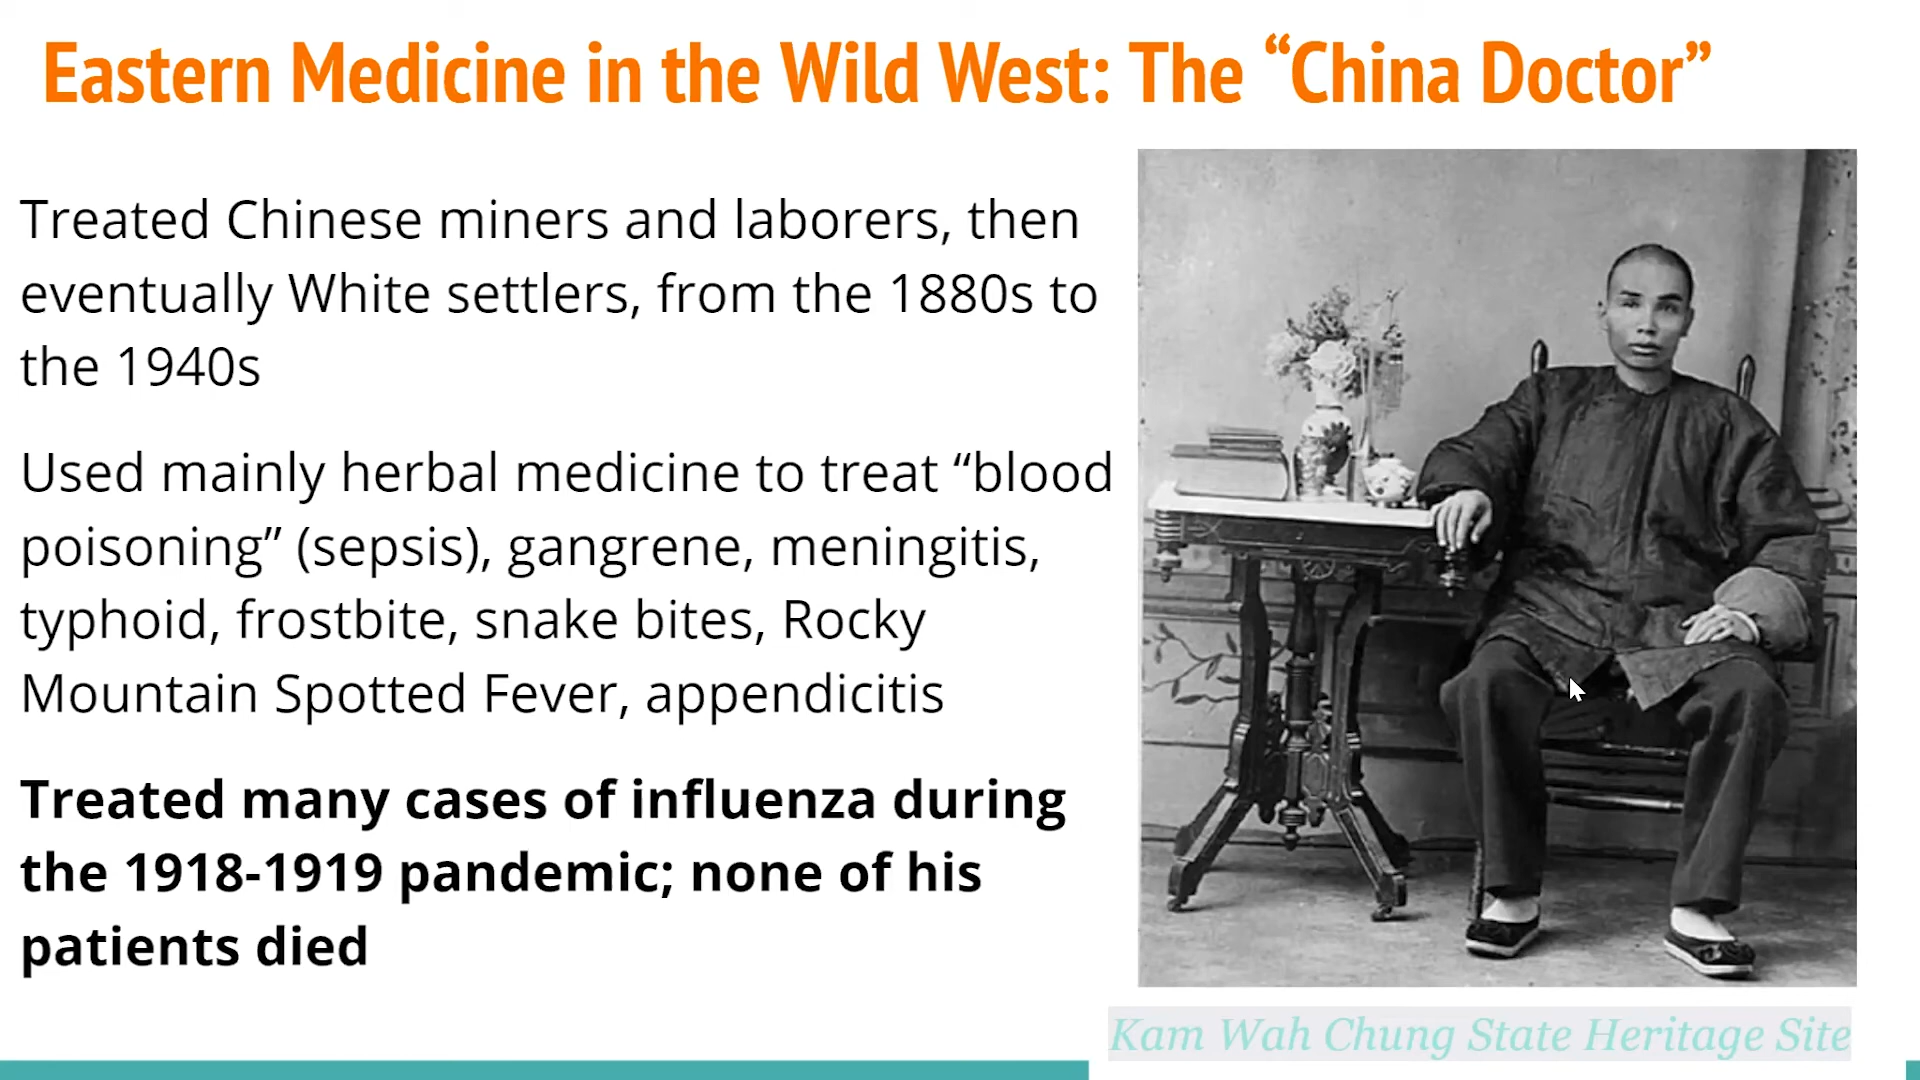 Eastern Medicine in the Wild West: The “China Doctor”
Treated Chinese miners and laborers, then
eventually White settlers, from the 1880s to
the 1940s
Used mainly herbal medicine to treat “blood
poisoning” (sepsis), gangrene, meningitis,
typhoid, frostbite, snake bites, Rocky
Mountain Spotted Fever, appendicitis
Treated many cases of influenza during
the 1918-1919 pandemic; none of his
patients died
Kam Wah Chung State Heritage Site